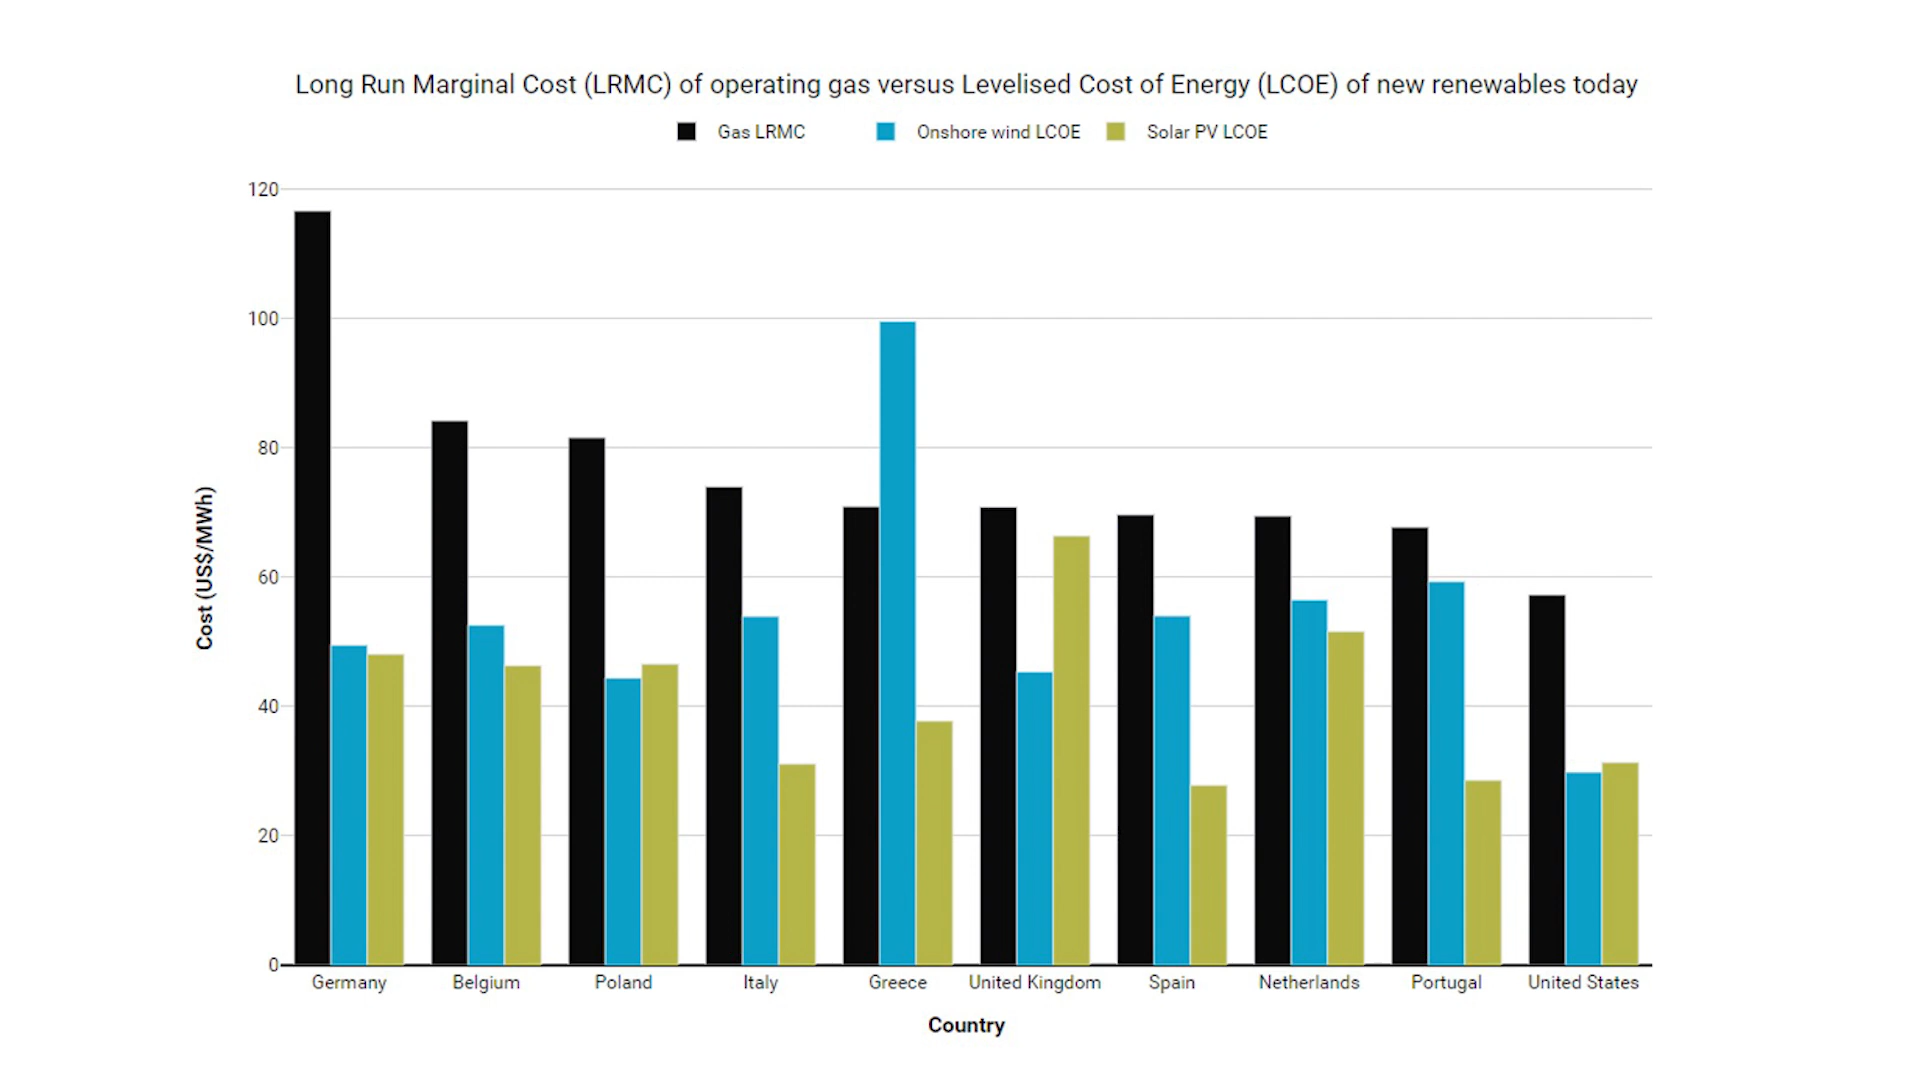 Long Run Marginal Cost (LRMC) of operating gas versus Levelised Cost of Energy (LCOE) of new renewables today
Gas LRMC Onshore wind LCOE Solar PV LCOE
120
100
80
60
40
20
0
Cost (US$/MWh)
Germany Belgium Poland Italy Greece United Kingdom Spain Netherlands Portugal United States
Country